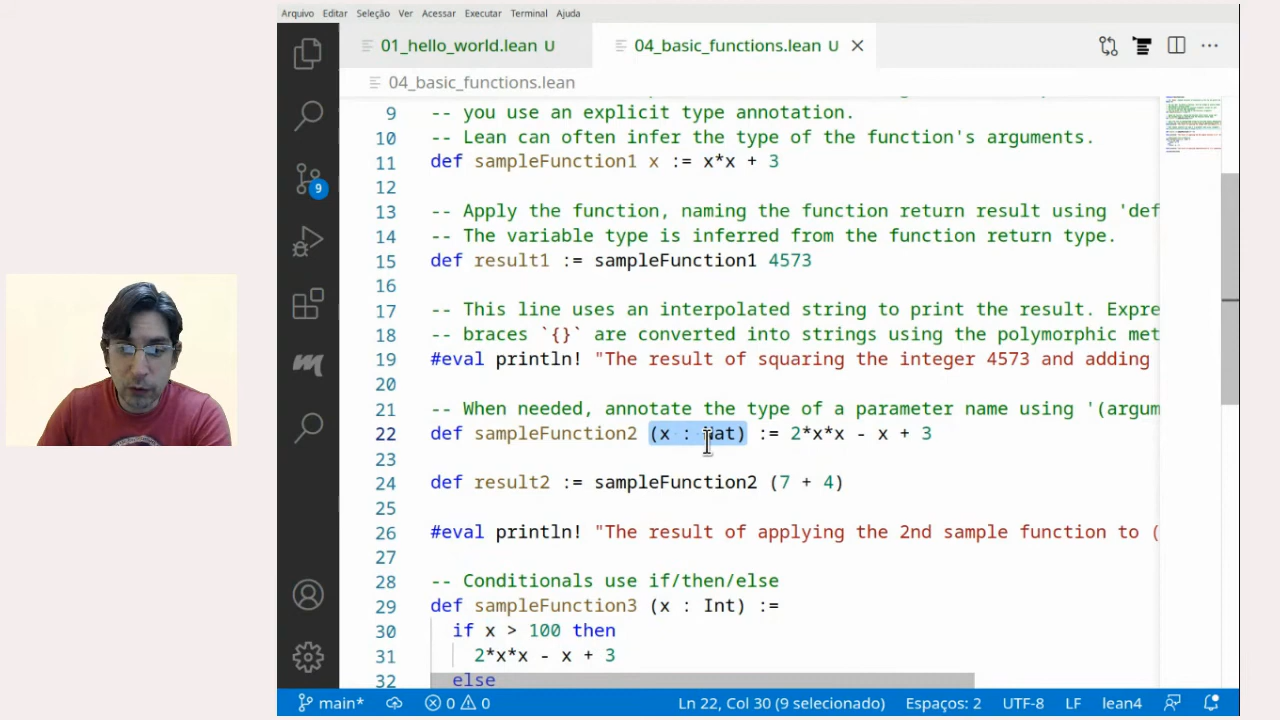 Arquivo Editar Seleção Ver Acessar Executar Terminal Ajuda
01_hello_world.lean U
04_basic_functions.lean U
04_basic_functions.lean
9 -- you use an explicit type annotation.
10 -- can often infer the type of the function's arguments.
11 def sampleFunction1 x := x*x + 3
12
13 -- Apply the function, naming the function return result using 'def
14 -- The variable type is inferred from the function return type.
15 def result1 := sampleFunction1 4573
16
17 -- This line uses an interpolated string to print the result. Expre
18 -- braces `{}` are converted into strings using the polymorphic met
19 #eval println! "The result of squaring the integer 4573 and adding
20
21 -- When needed, annotate the type of a parameter name using '(argum
22 def sampleFunction2 (x : Nat) := 2*x*x - x + 3
23
24 def result2 := sampleFunction2 (7 + 4)
25
26 #eval println! "The result of applying the 2nd sample function to (
27
28 -- Conditionals use if/then/else
29 def sampleFunction3 (x : Int) :=
30 if x > 100 then
31 2*x*x - x + 3
32 else
9
main* 0 0 Ln 22, Col 30 (9 selecionado) Espaços: 2 UTF-8 LF lean4